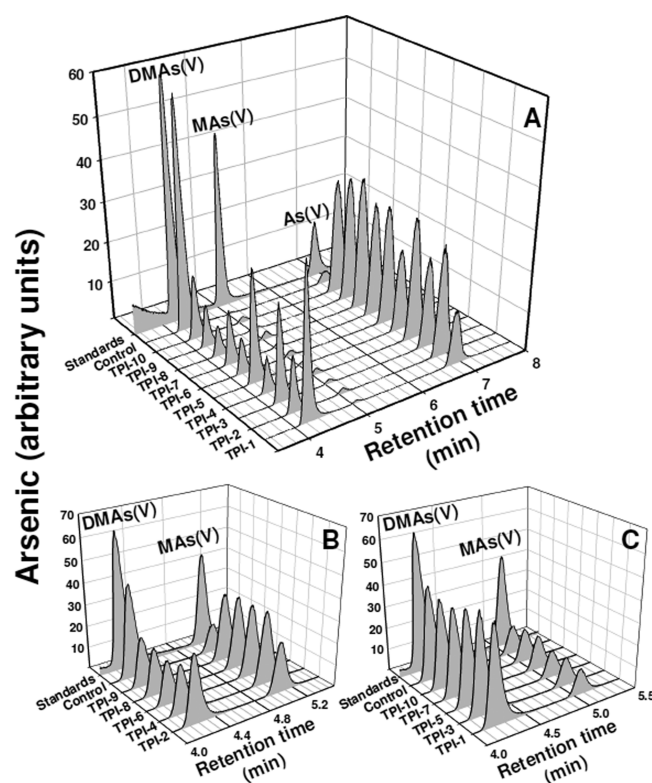 Arsenic (arbitrary units)
A
DMAs(V)
MAs(V)
As(V)
60
50
40
30
20
10
Standards
Control
TPI-10
TPI-9
TPI-8
TPI-7
TPI-6
TPI-5
TPI-4
TPI-3
TPI-2
TPI-1
4
5
6
7
8
Retention time
(min)
B
DMAs(V)
MAs(V)
70
60
50
40
30
20
10
Standards
Control
TPI-9
TPI-8
TPI-6
TPI-4
TPI-2
4.0
4.4
4.8
5.2
Retention time
(min)
C
DMAs(V)
MAs(V)
70
60
50
40
30
20
10
Standards
Control
TPI-10
TPI-7
TPI-5
TPI-3
TPI-1
4.0
4.5
5.0
5.5
Retention time
(min)